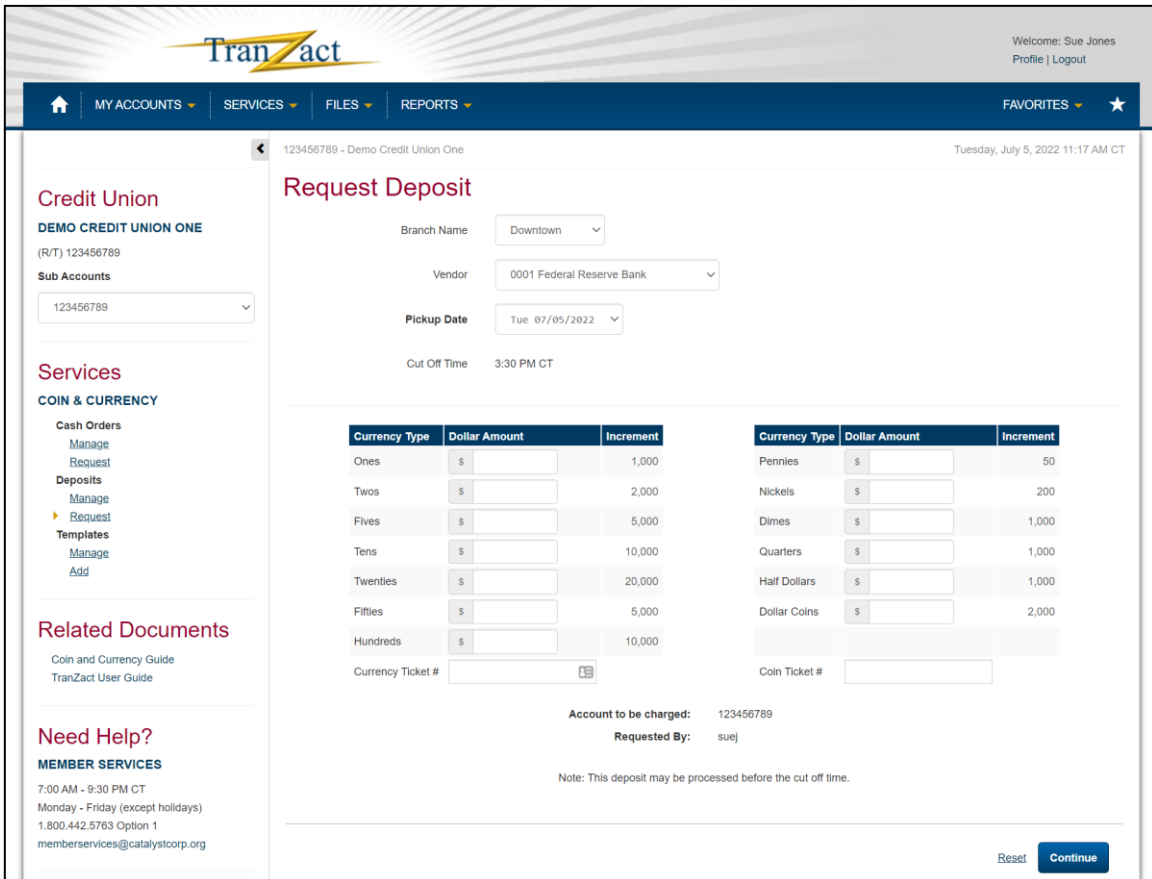 TranZact
Welcome: Sue Jones
Profile | Logout
MY ACCOUNTS
SERVICES
FILES
REPORTS
FAVORITES
123456789 - Demo Credit Union One
Tuesday, July 5, 2022 11:17 AM CT
Credit Union
DEMO CREDIT UNION ONE
(R/T) 123456789
Sub Accounts
123456789
Services
COIN & CURRENCY
Cash Orders
Manage
Request
Deposits
Manage
Request
Templates
Manage
Add
Related Documents
Coin and Currency Guide
TranZact User Guide
Need Help?
MEMBER SERVICES
7:00 AM - 9:30 PM CT
Monday - Friday (except holidays)
1.800.442.5763 Option 1
memberservices@catalystcorp.org
Request Deposit
Branch Name Downtown
Vendor 0001 Federal Reserve Bank
Pickup Date Tue 07/05/2022
Cut Off Time 3:30 PM CT
Currency Type Dollar Amount Increment
Ones $ 1,000
Twos $ 2,000
Fives $ 5,000
Tens $ 10,000
Twenties $ 20,000
Fifties $ 5,000
Hundreds $ 10,000
Currency Ticket #
Currency Type Dollar Amount Increment
Pennies $ 50
Nickels $ 200
Dimes $ 1,000
Quarters $ 1,000
Half Dollars $ 1,000
Dollar Coins $ 2,000
Coin Ticket #
Account to be charged: 123456789
Requested By: suej
Note: This deposit may be processed before the cut off time.
Reset
Continue